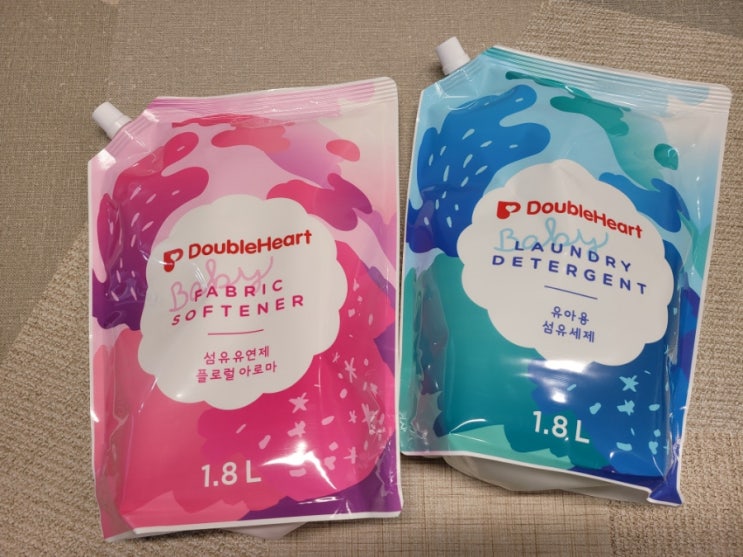 DoubleHeart
Baby
FABRIC
SOFTENER
섬유유연제
플로럴 아로마
1.8 L
DoubleHeart
Baby
LAUNDRY
DETERGENT
유아용
섬유세제
1.8 L